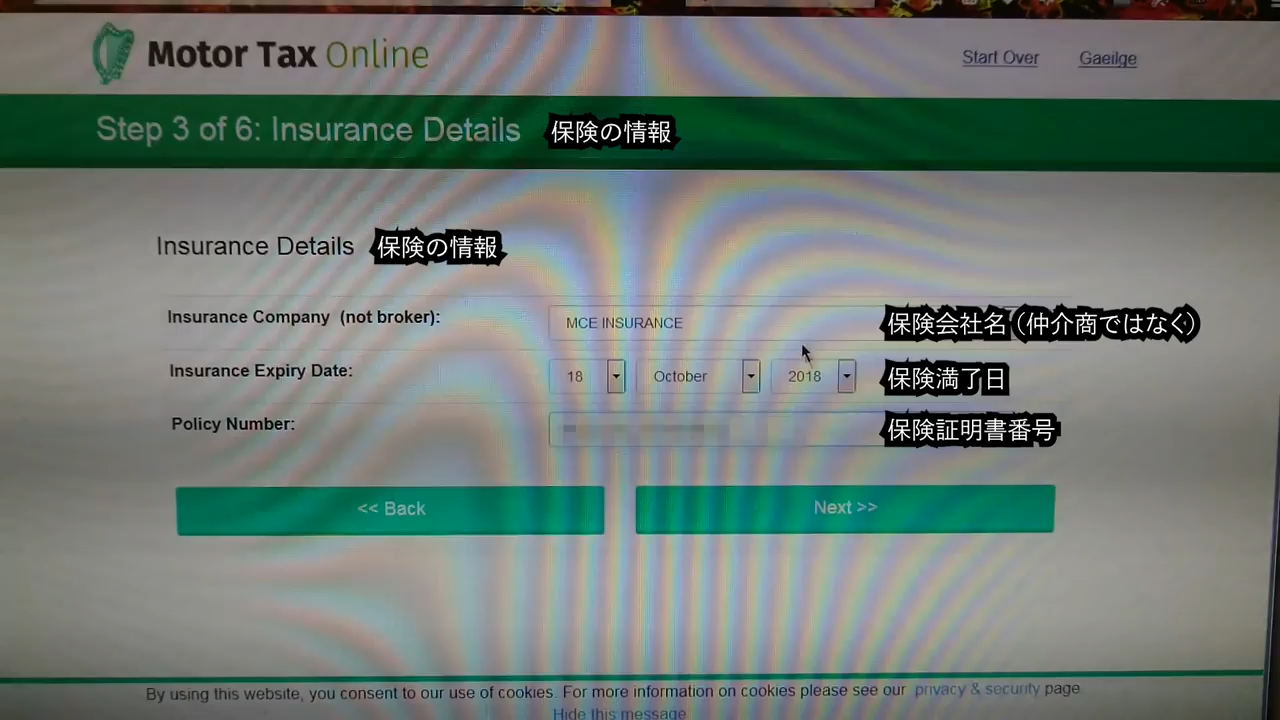 Motor Tax Online
Start Over Gaeilge
Step 3 of 6: Insurance Details 保険の情報
Insurance Details 保険の情報
Insurance Company (not broker): MCE INSURANCE 保険会社名（仲介商ではなく）
Insurance Expiry Date: 18 October 2018 保険満了日
Policy Number: 保険証明書番号
<< Back Next >>
By using this website, you consent to our use of cookies. For more information on cookies please see our privacy & security page
Hide this message